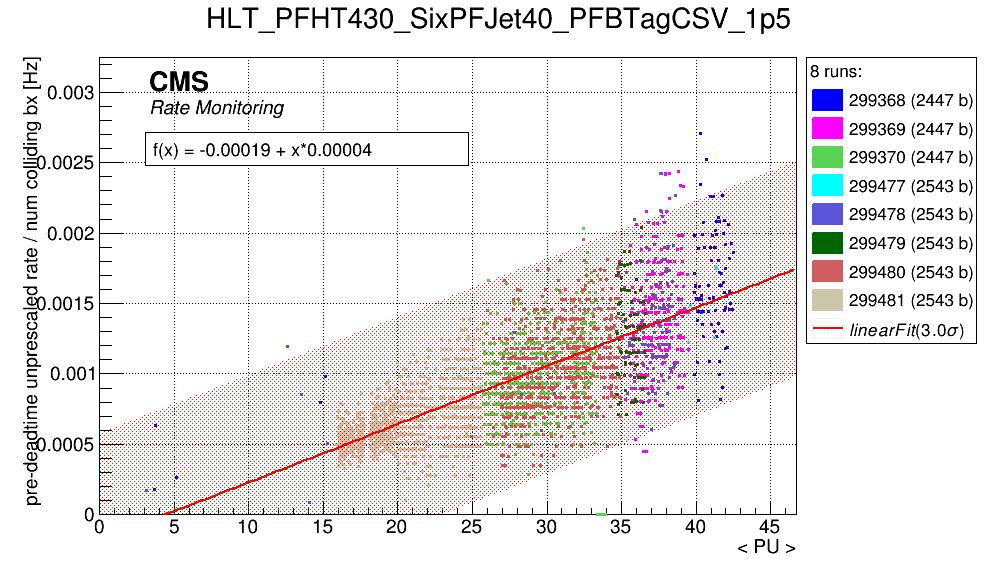 HLT_PFHT430_SixPFJet40_PFBTagCSV_1p5
pre-deadtime unprescaled rate / num colliding bx [Hz]
CMS
Rate Monitoring
f(x) = -0.00019 + x*0.00004
0.003
0.0025
0.002
0.0015
0.001
0.0005
0
0 5 10 15 20 25 30 35 40 45
< PU >
8 runs:
299368 (2447 b)
299369 (2447 b)
299370 (2447 b)
299477 (2543 b)
299478 (2543 b)
299479 (2543 b)
299480 (2543 b)
299481 (2543 b)
linearFit(3.0σ)